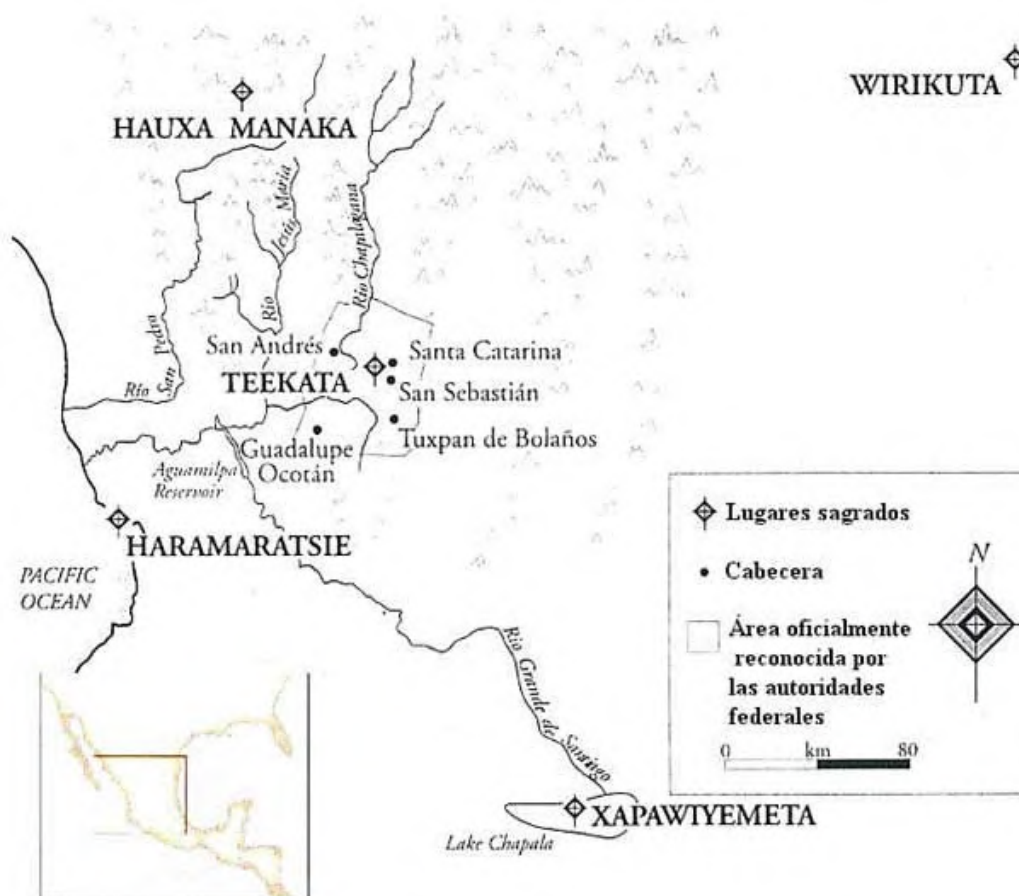 WIRIKUTA
HAUXA MANAKA
Río San Pedro
Río Jesús María
Río Chapalagana
San Andrés
Santa Catarina
TEEKATA
San Sebastián
Tuxpan de Bolaños
Guadalupe
Ocotán
Aguamilpa
Reservoir
HARAMARATSIE
PACIFIC
OCEAN
Lugares sagrados
Cabecera
Área oficialmente
reconocida por
las autoridades
federales
0 km 80
N
Río Grande de Santiago
XAPAWIYEMETA
Lake Chapala